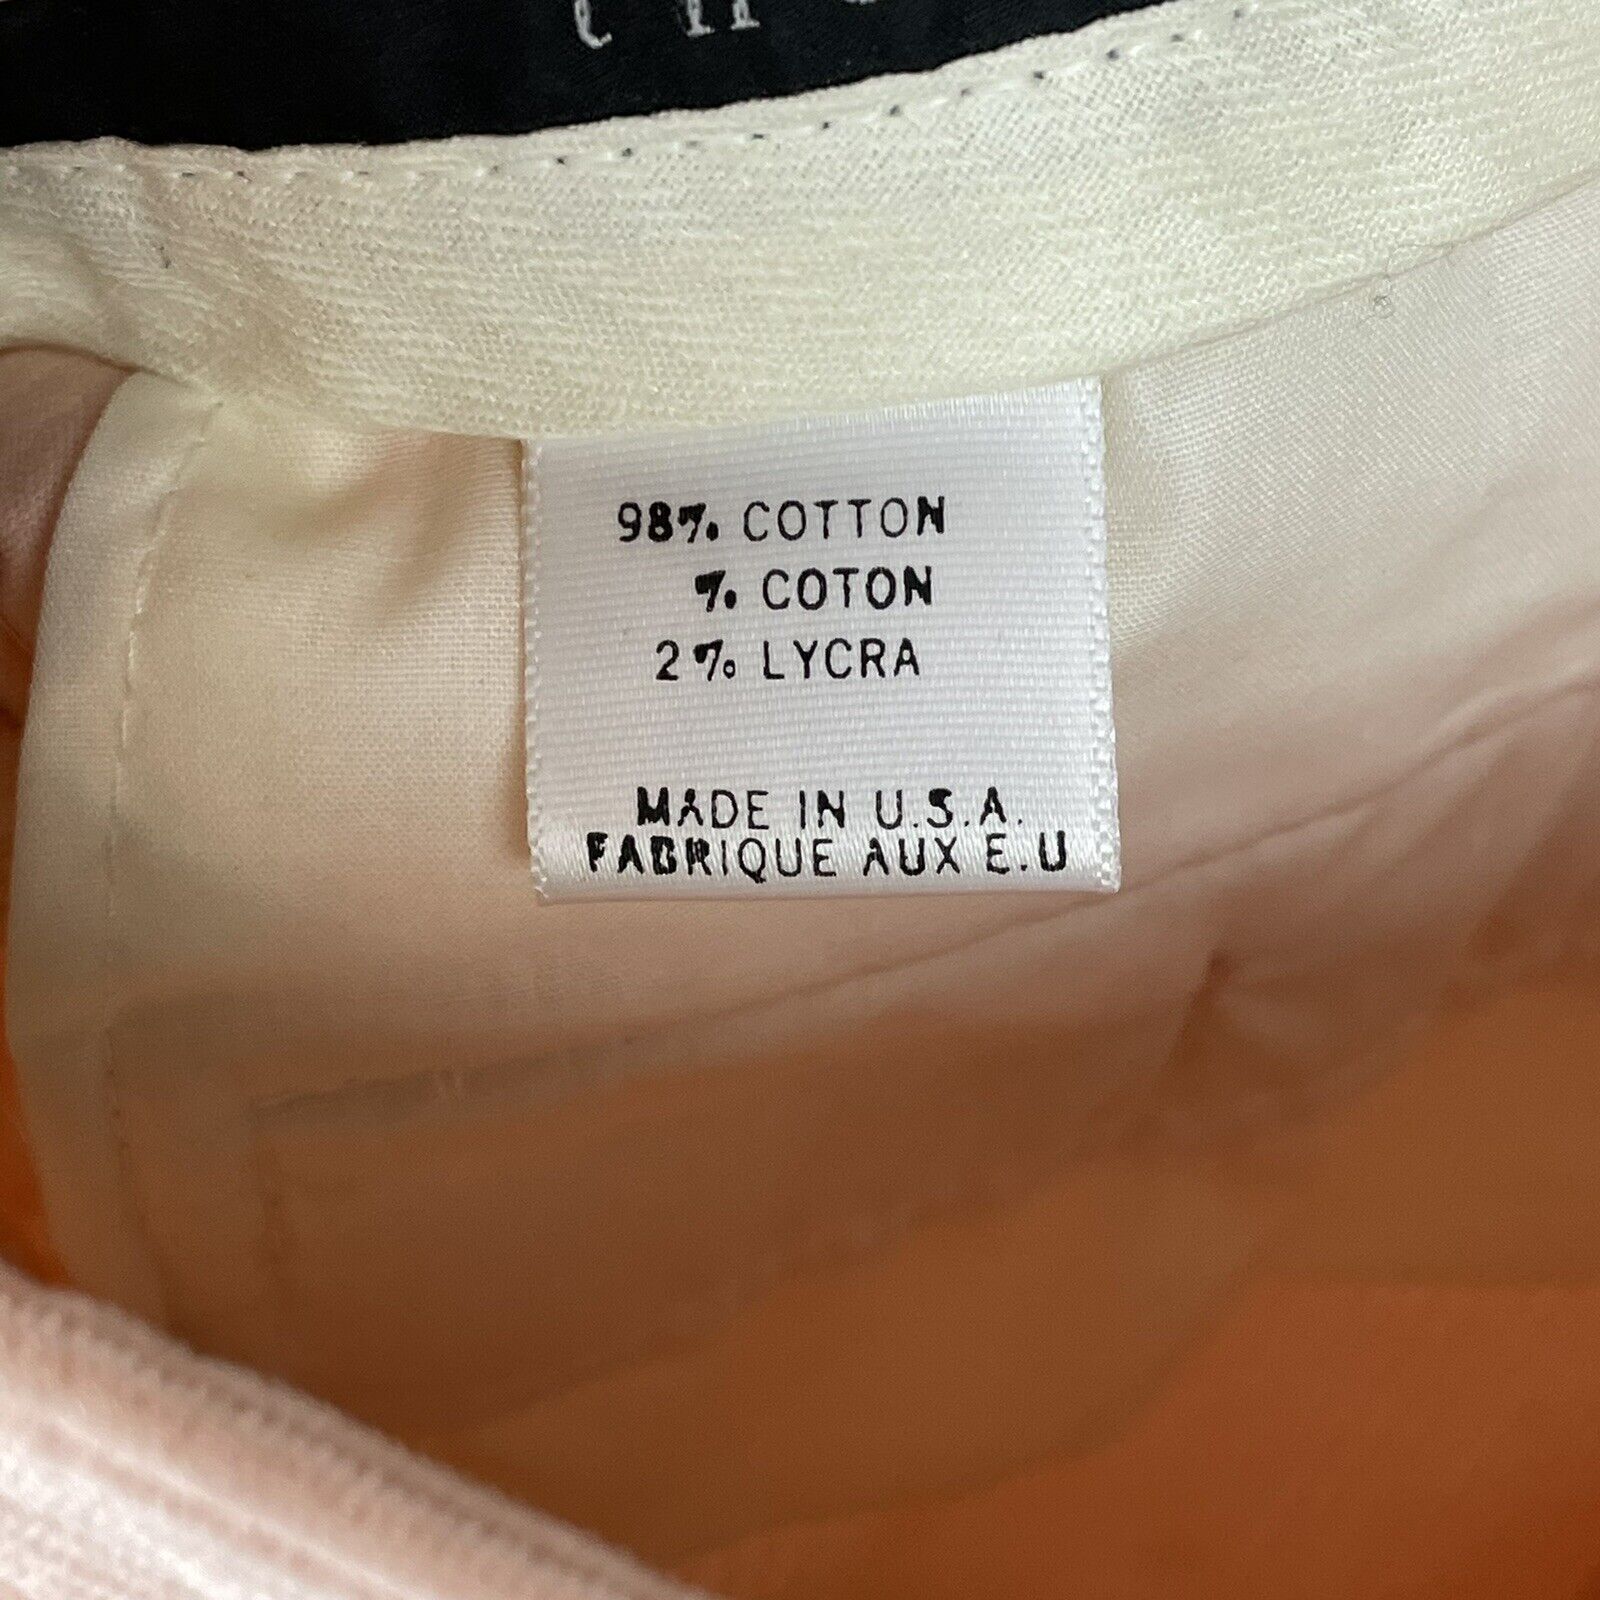 98% COTTON
% COTON
2% LYCRA
MADE IN U.S.A.
FABRIQUE AUX E.U